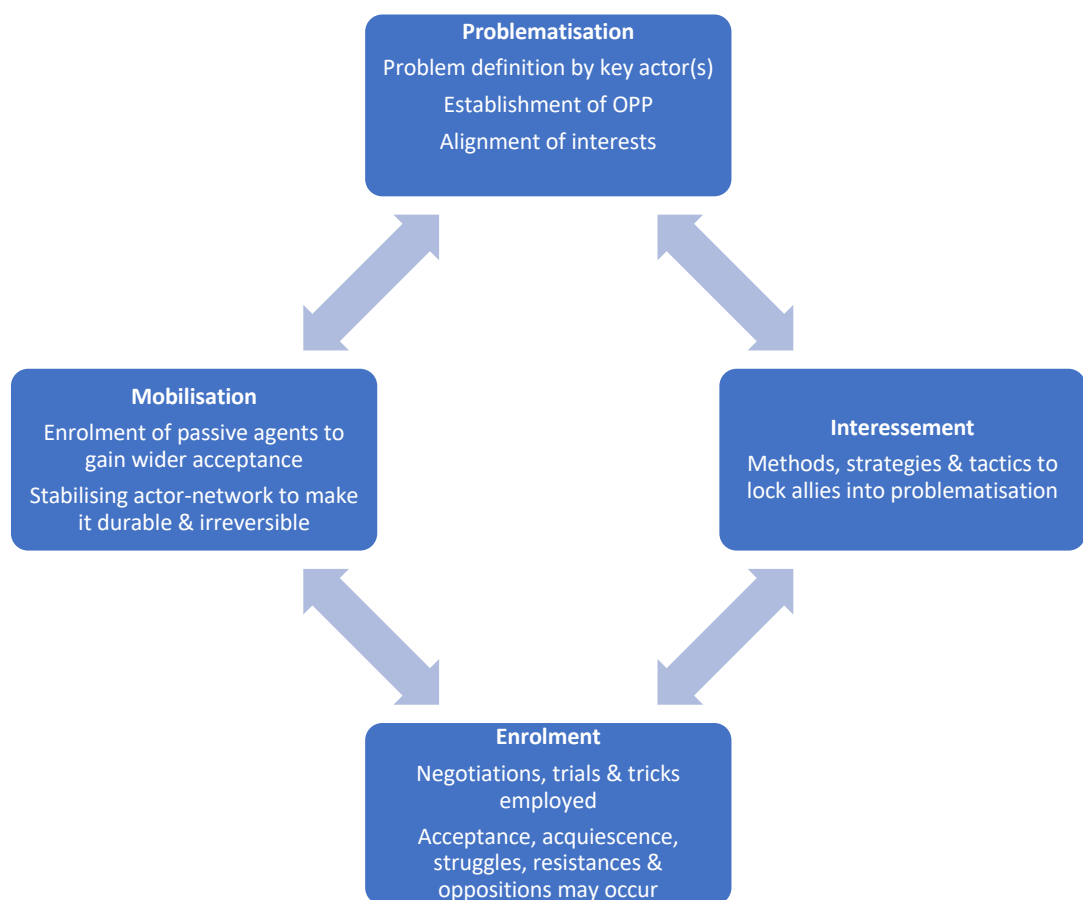 Problematisation
Problem definition by key actor(s)
Establishment of OPP
Alignment of interests
Mobilisation
Enrolment of passive agents to
gain wider acceptance
Stabilising actor-network to make
it durable & irreversible
Interessement
Methods, strategies & tactics to
lock allies into problematisation
Enrolment
Negotiations, trials & tricks
employed
Acceptance, acquiescence,
struggles, resistances &
oppositions may occur